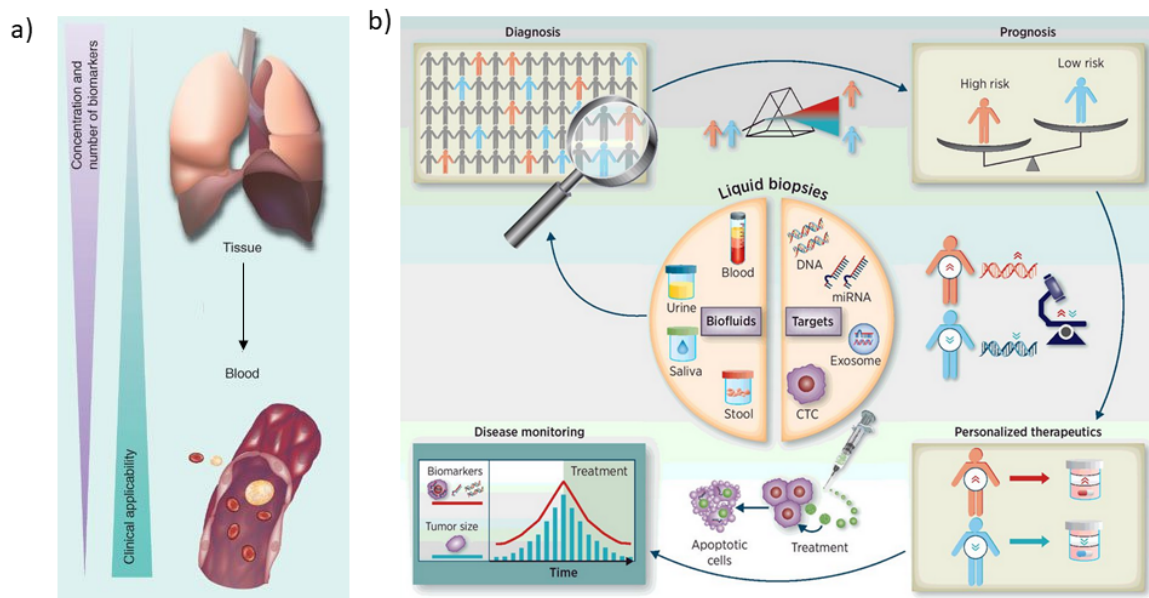 a)
Concentration and
number of biomarkers
Clinical applicability
Tissue
Blood
b)
Diagnosis
Prognosis
High risk
Low risk
Liquid biopsies
Blood
Urine
Biofluids
Saliva
Stool
DNA
miRNA
Targets
Exosome
CTC
Disease monitoring
Biomarkers
Tumor size
Treatment
Time
Apoptotic
cells
Treatment
Personalized therapeutics